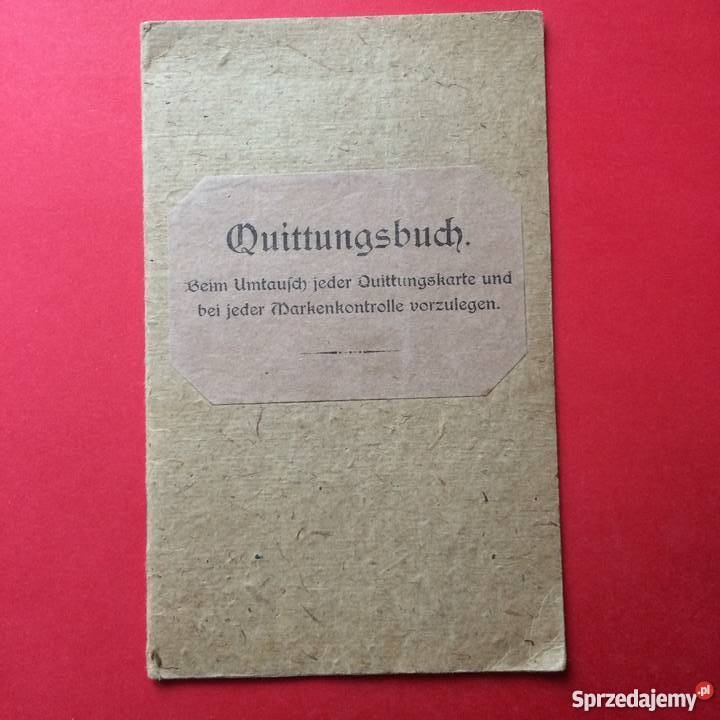 Quittungsbuch.
Beim Umtausch jeder Quittungskarte und
bei jeder Markenkontrolle vorzulegen.
Sprzedajemy.pl